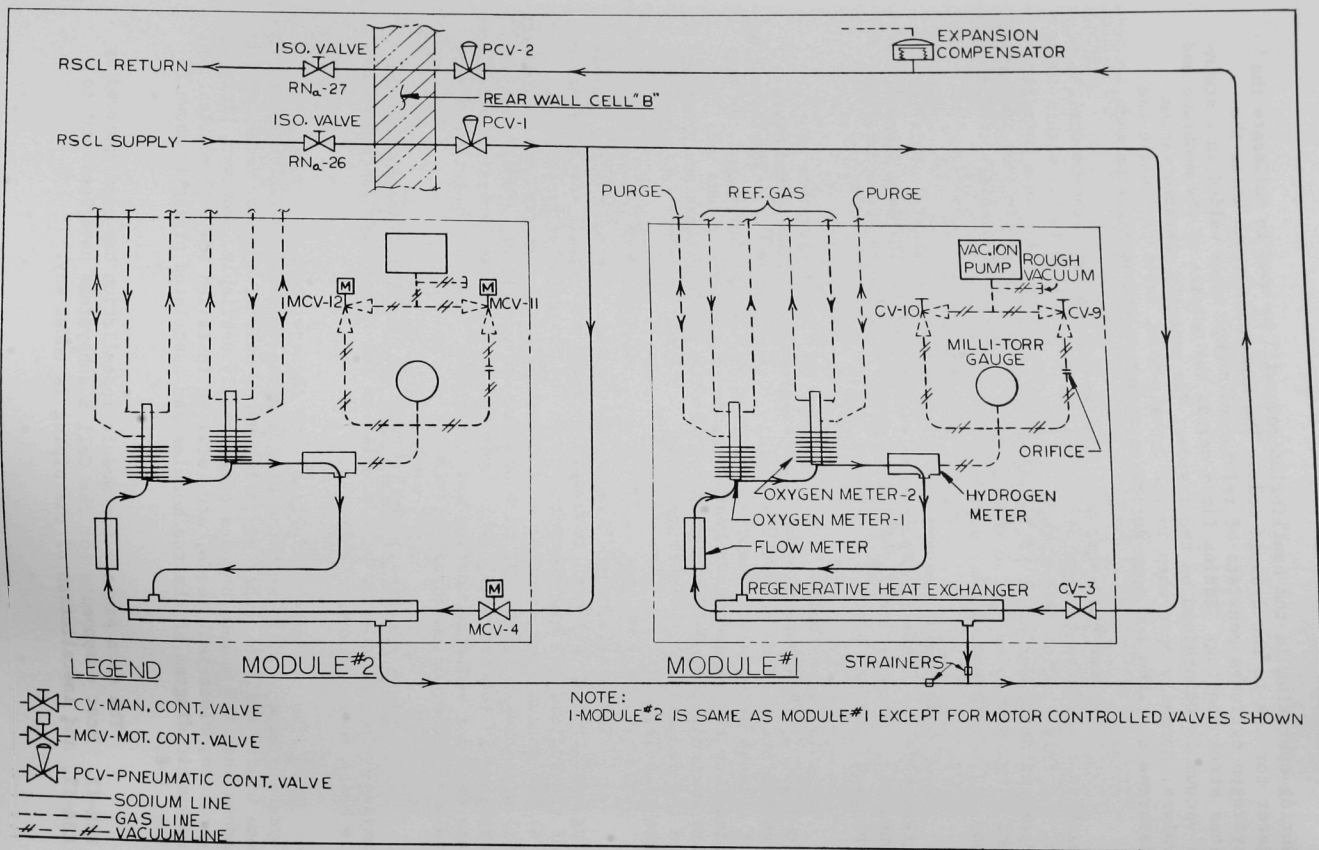 EXPANSION
COMPENSATOR
ISO. VALVE
PCV-2
RSCL RETURN
RNa-27
REAR WALL CELL "B"
ISO. VALVE
PCV-1
RSCL SUPPLY
RNa-26
PURGE
REF. GAS
PURGE
VAC.ION
PUMP
ROUGH
VACUUM
M
M
MCV-12
MCV-11
CV-10
CV-9
MILLI-TORR
GAUGE
ORIFICE
OXYGEN METER-2
HYDROGEN
METER
OXYGEN METER-1
FLOW METER
REGENERATIVE HEAT EXCHANGER
CV-3
M
MCV-4
STRAINERS
LEGEND
MODULE #2
MODULE #1
NOTE:
1-MODULE #2 IS SAME AS MODULE #1 EXCEPT FOR MOTOR CONTROLLED VALVES SHOWN
CV-MAN. CONT. VALVE
MCV-MOT. CONT. VALVE
PCV-PNEUMATIC CONT. VALVE
SODIUM LINE
GAS LINE
VACUUM LINE